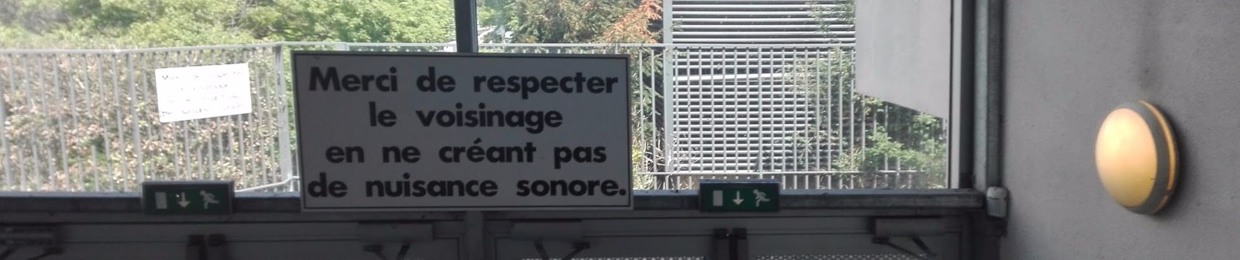 Merci de respecter
le voisinage
en ne créant pas
de nuisance sonore.